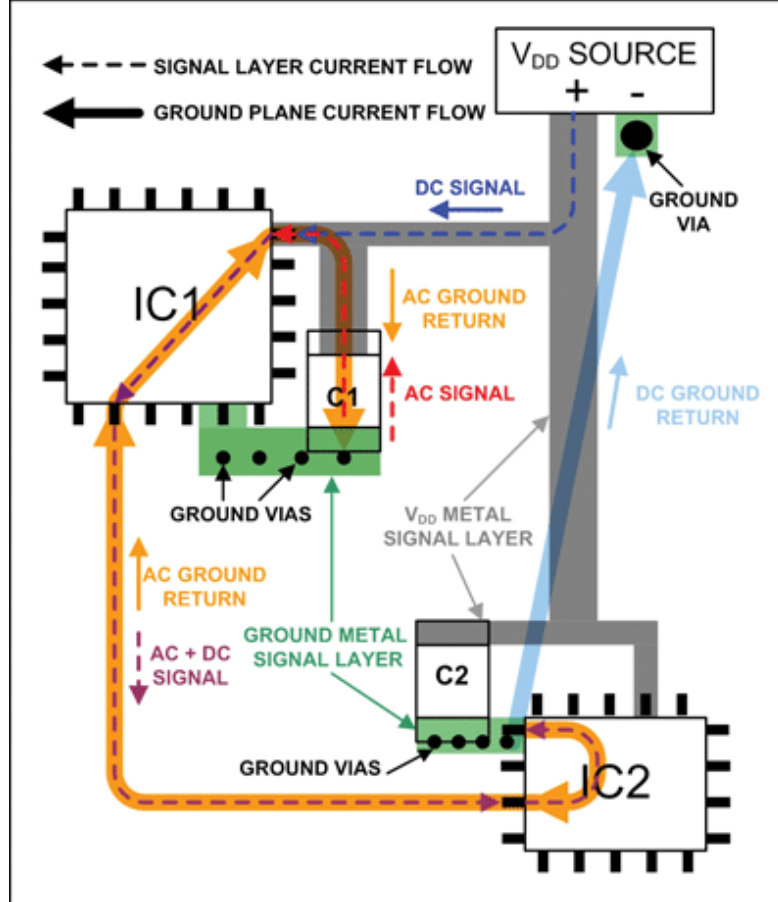 SIGNAL LAYER CURRENT FLOW
GROUND PLANE CURRENT FLOW
VDD SOURCE
+ -
GROUND
VIA
DC SIGNAL
IC1
AC GROUND
RETURN
AC SIGNAL
C1
DC GROUND
RETURN
GROUND VIAS
VDD METAL
SIGNAL LAYER
AC GROUND
RETURN
AC + DC
SIGNAL
GROUND METAL
SIGNAL LAYER
C2
GROUND VIAS
IC2